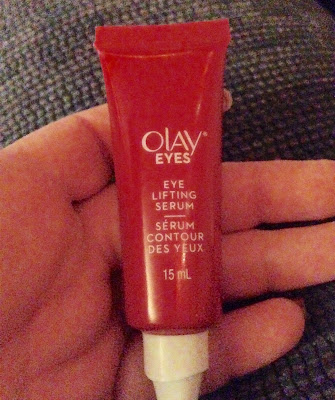 OLAY®
EYES
EYE
LIFTING
SERUM
SÉRUM
CONTOUR
DES YEUX
15 mL